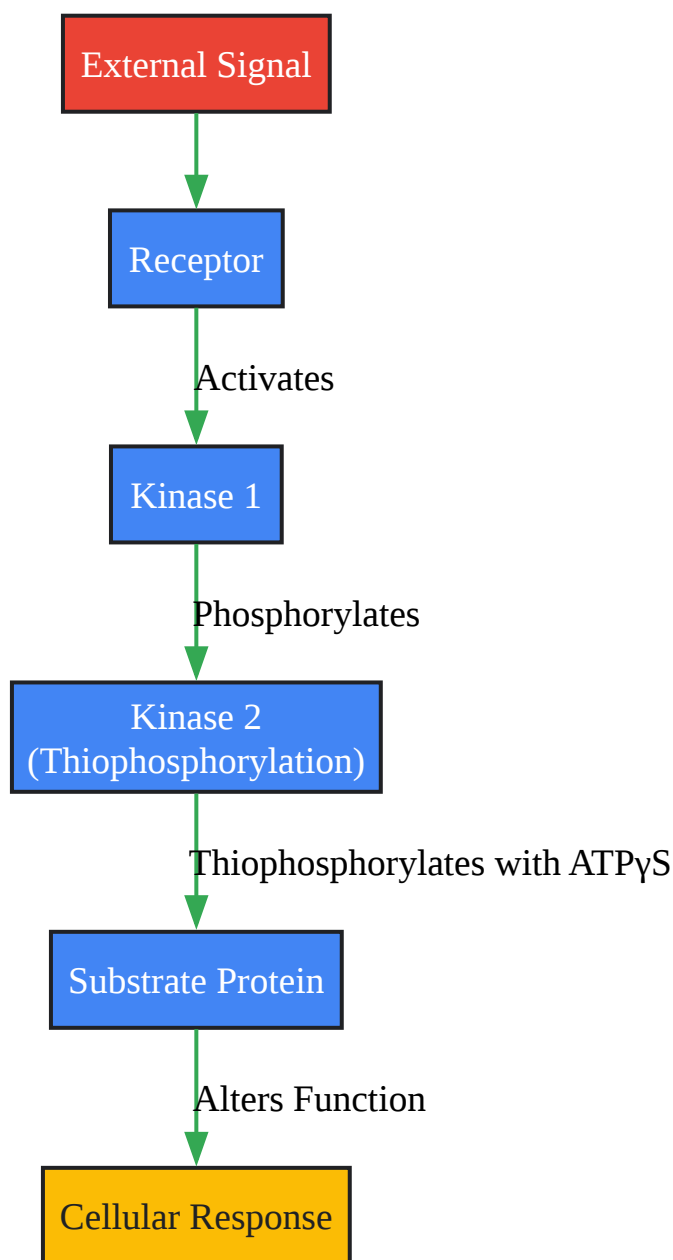 External Signal
Receptor
Activates
Kinase 1
Phosphorylates
Kinase 2
(Thiophosphorylation)
Thiophosphorylates with ATPγS
Substrate Protein
Alters Function
Cellular Response